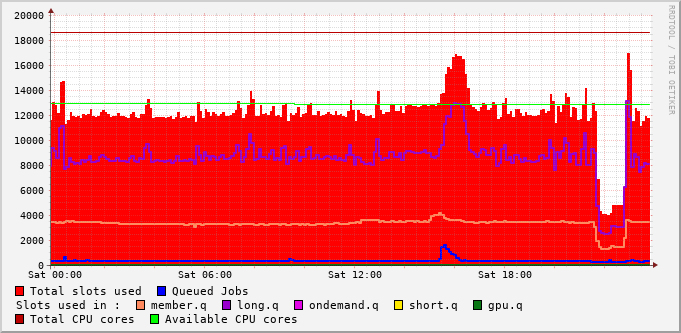 20000
18000
16000
14000
12000
10000
8000
6000
4000
2000
0
Sat 00:00 Sat 06:00 Sat 12:00 Sat 18:00
RRDTOOL / TOBI OETIKER
Total slots used Queued Jobs
Slots used in : member.q long.q ondemand.q short.q gpu.q
Total CPU cores Available CPU cores